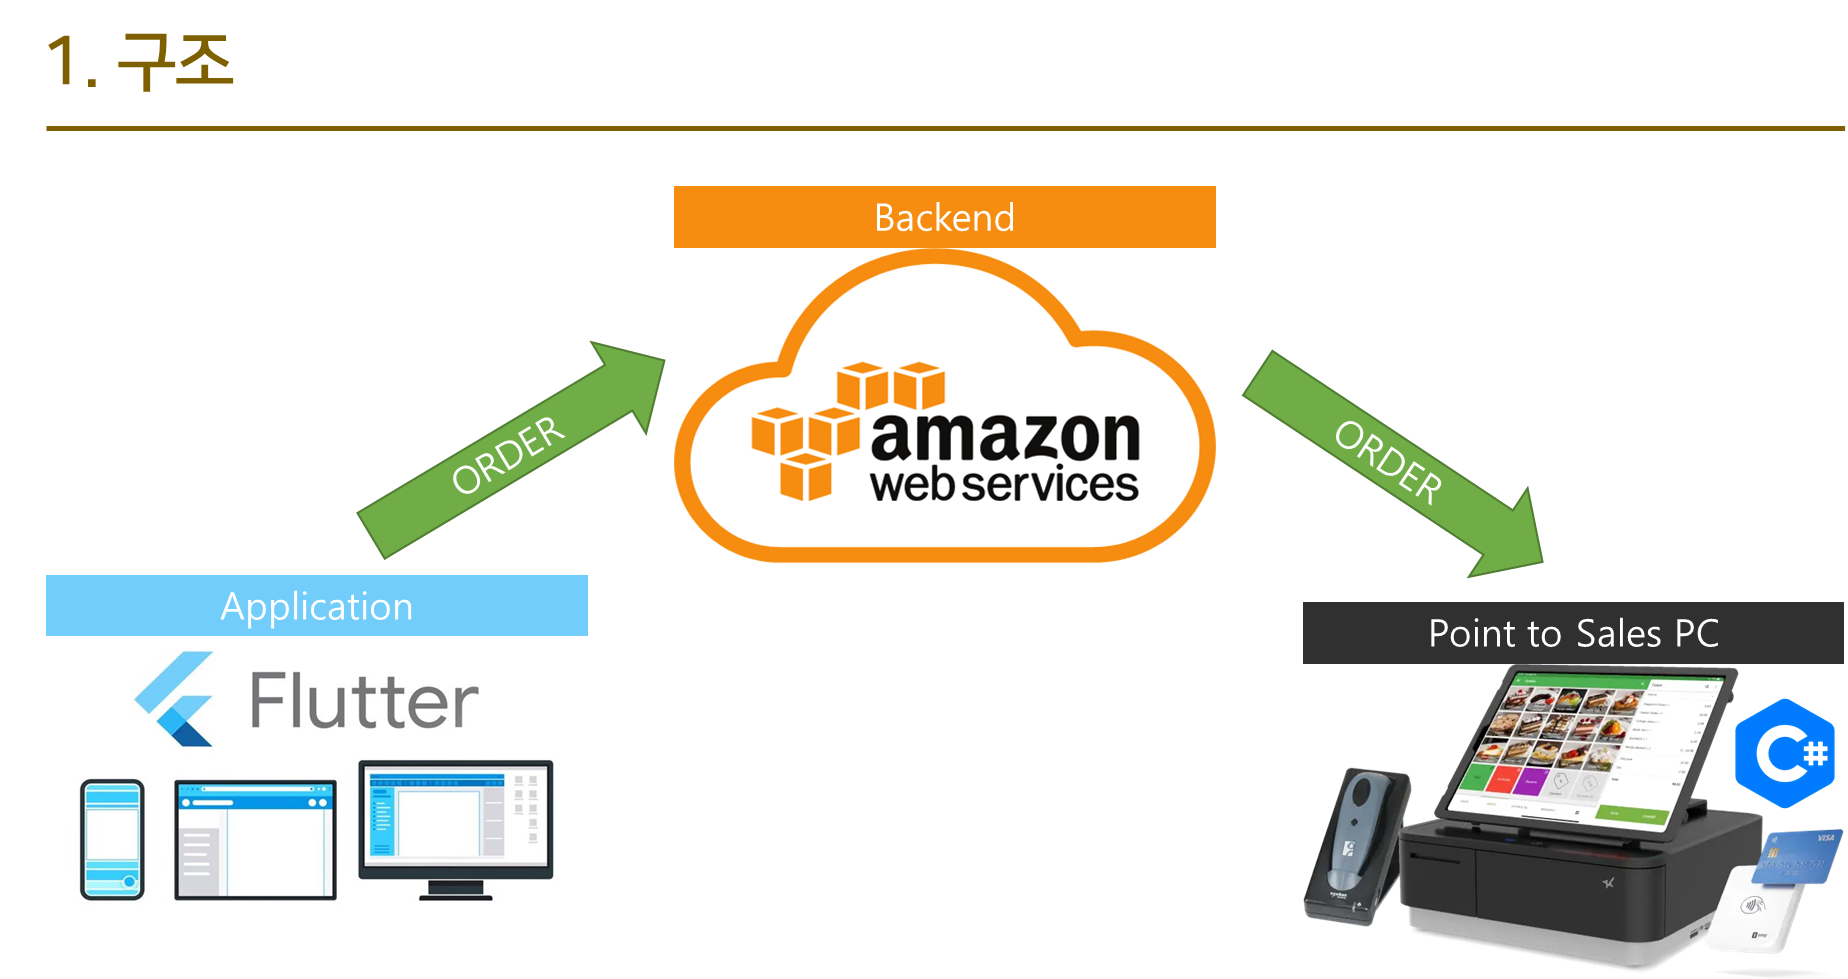 1. 구조
Backend
amazon
web services
ORDER
ORDER
Application
Flutter
Point to Sales PC
C#
VISA